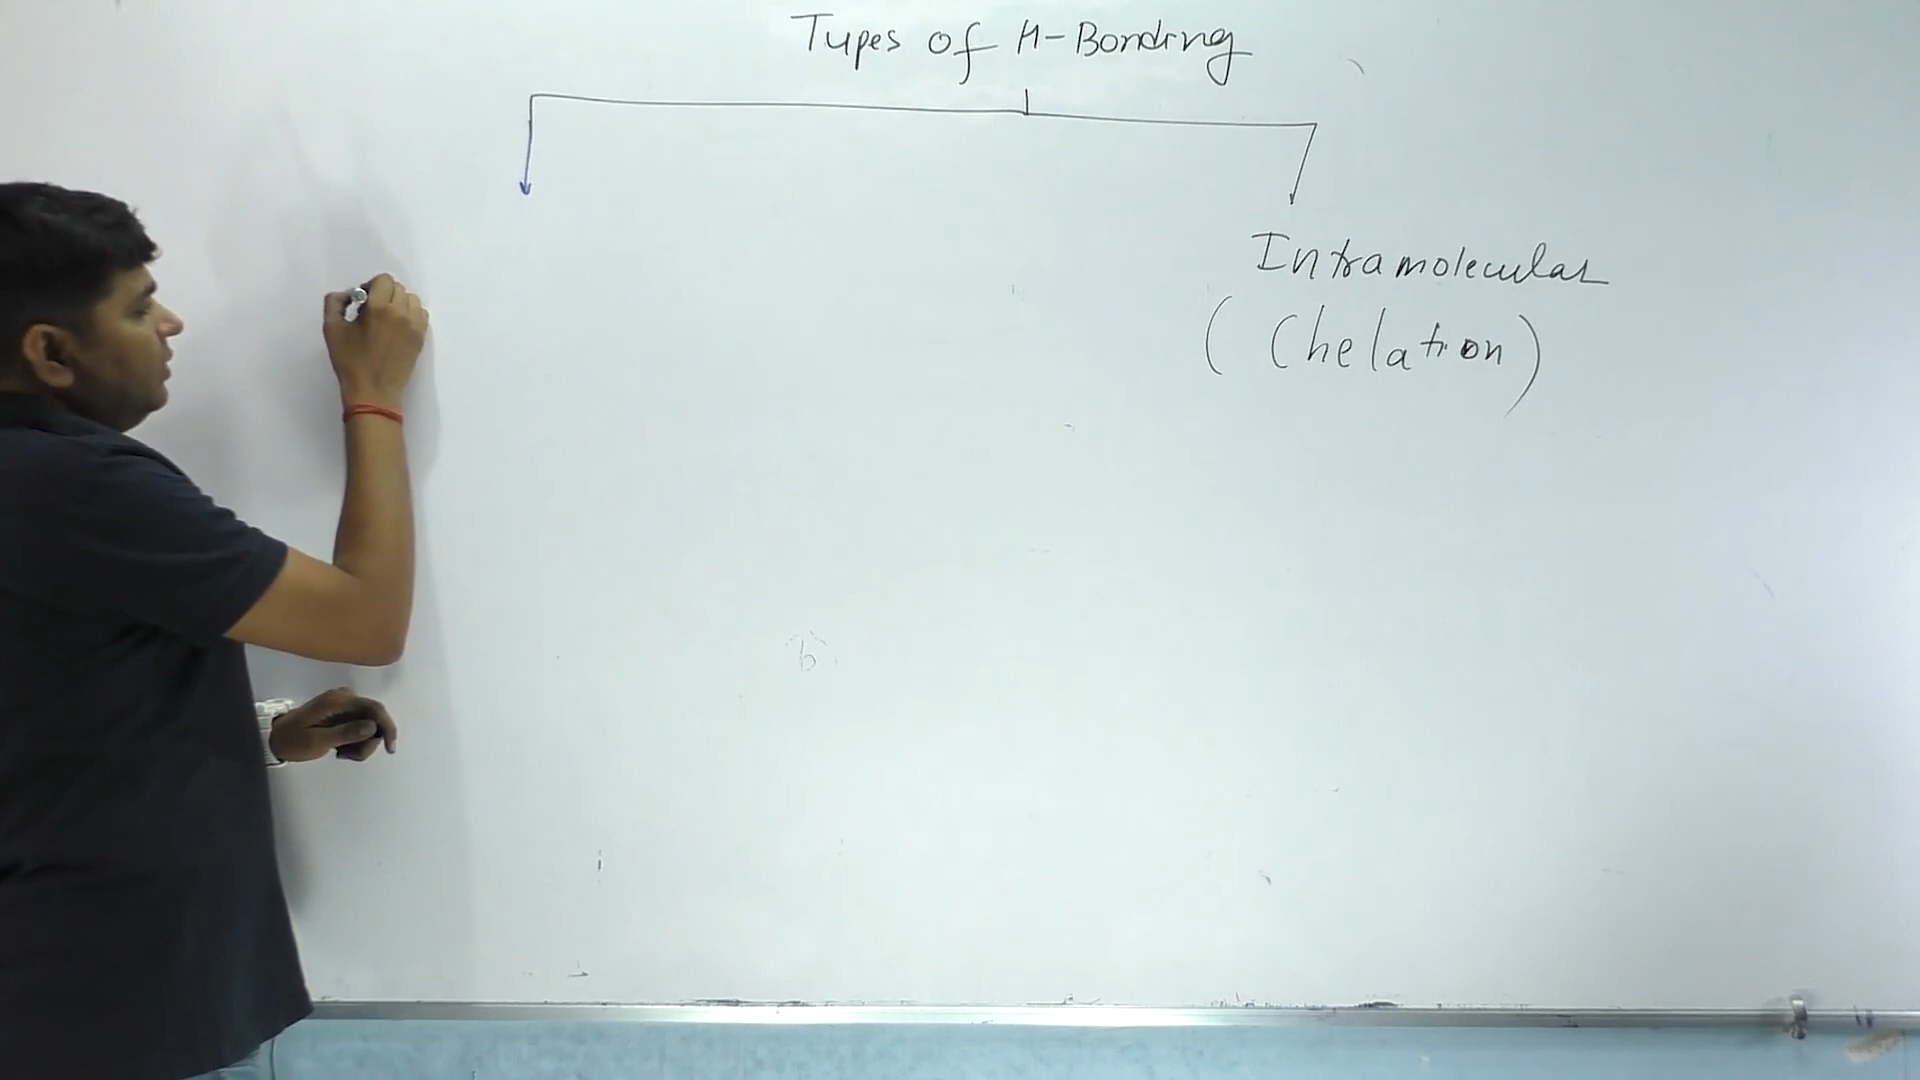 Types of H-Bonding
Intramolecular
(Chelation)